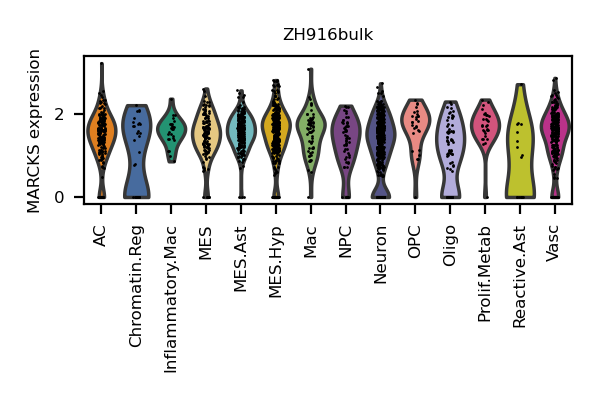 ZH916bulk
MARCKS expression
2
0
AC
Chromatin.Reg
Inflammatory.Mac
MES
MES.Ast
MES.Hyp
Mac
NPC
Neuron
OPC
Oligo
Prolif.Metab
Reactive.Ast
Vasc